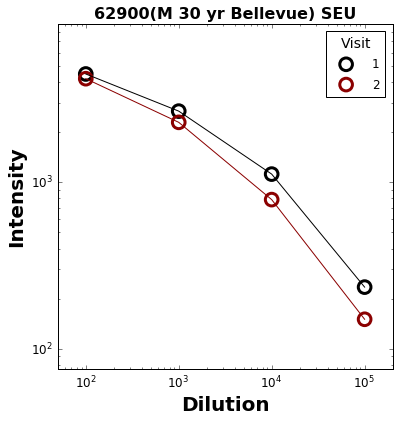 62900(M 30 yr Bellevue) SEU
Visit
1
2
Intensity
10³
10²
10² 10³ 10⁴ 10⁵
Dilution